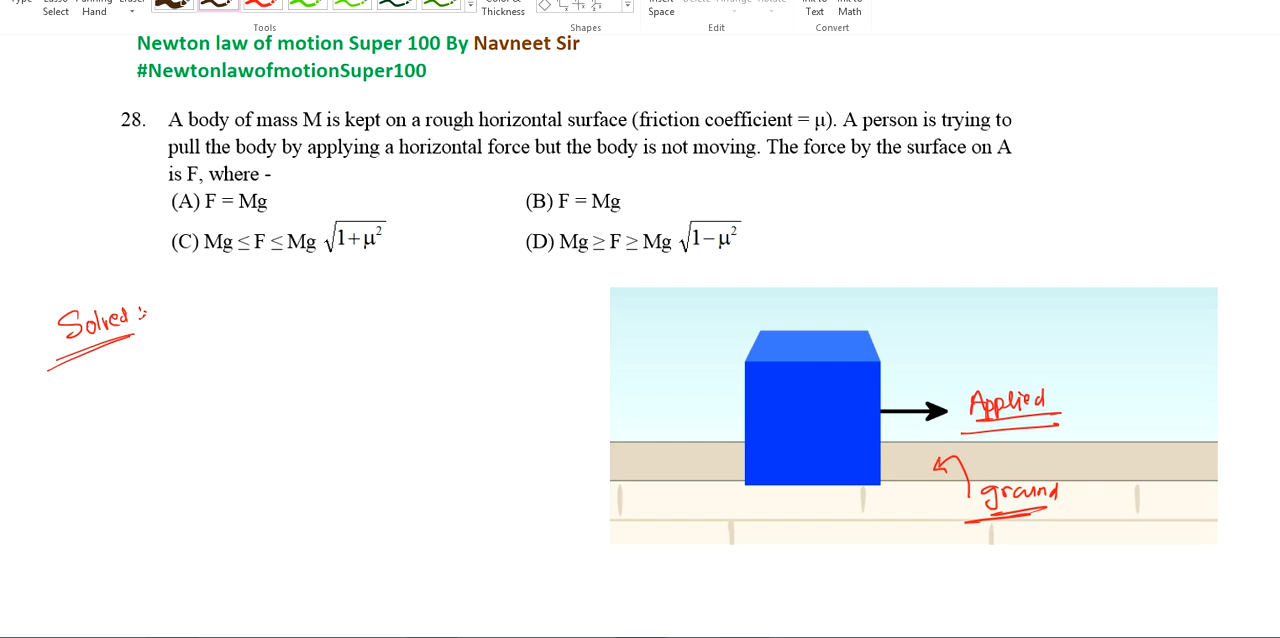 Select
Hand
Thickness
Space
Text
Math
Tools
Shapes
Edit
Convert
Newton law of motion Super 100 By Navneet Sir
#NewtonlawofmotionSuper100
28. A body of mass M is kept on a rough horizontal surface (friction coefficient = μ). A person is trying to
pull the body by applying a horizontal force but the body is not moving. The force by the surface on A
is F, where -
(A) F = Mg (B) F = Mg
(C) Mg ≤ F ≤ Mg √1+μ² (D) Mg ≥ F ≥ Mg √1−μ²
Solved :
Applied
ground